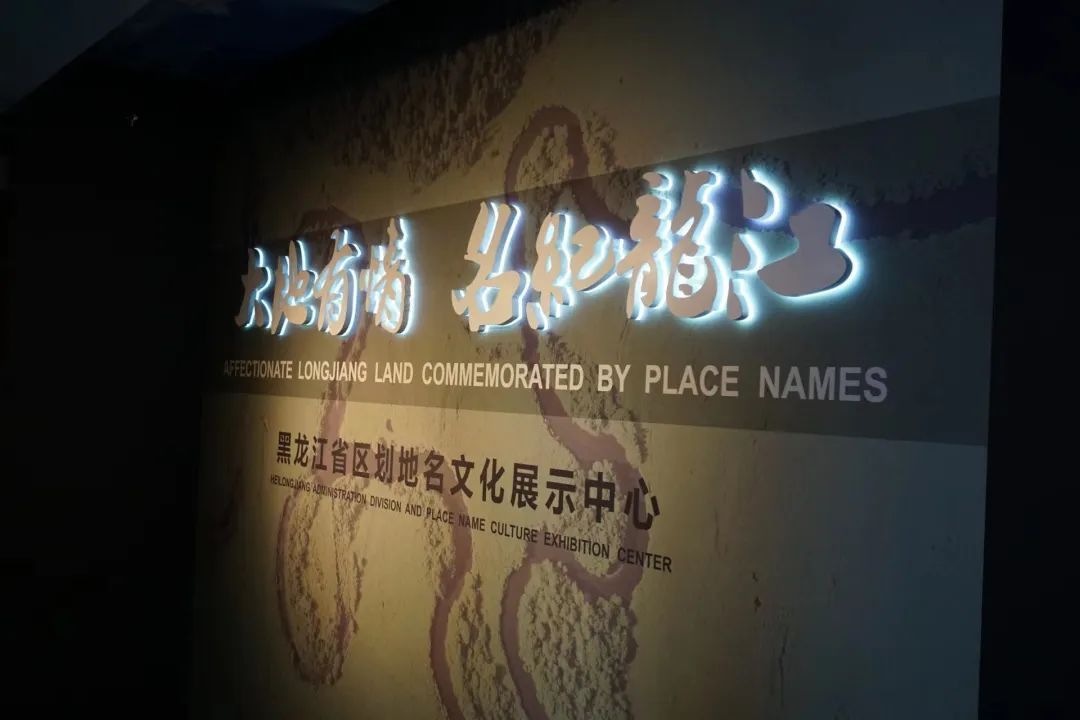 大地有情 名紀龍江
AFFECTIONATE LONGJIANG LAND COMMEMORATED BY PLACE NAMES
黑龙江省区划地名文化展示中心
HEILONGJIANG ADMINISTRATION DIVISION AND PLACE NAME CULTURE EXHIBITION CENTER